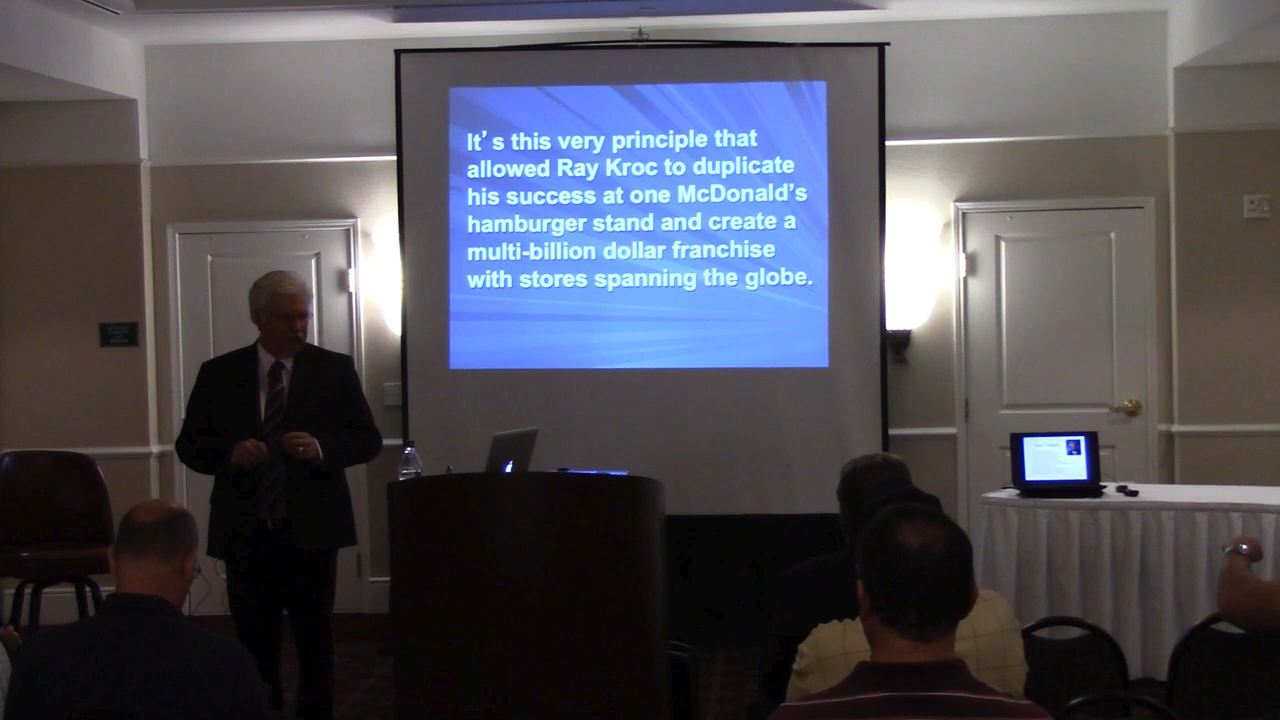 It’ s this very principle that
allowed Ray Kroc to duplicate
his success at one McDonald’s
hamburger stand and create a
multi-billion dollar franchise
with stores spanning the globe.